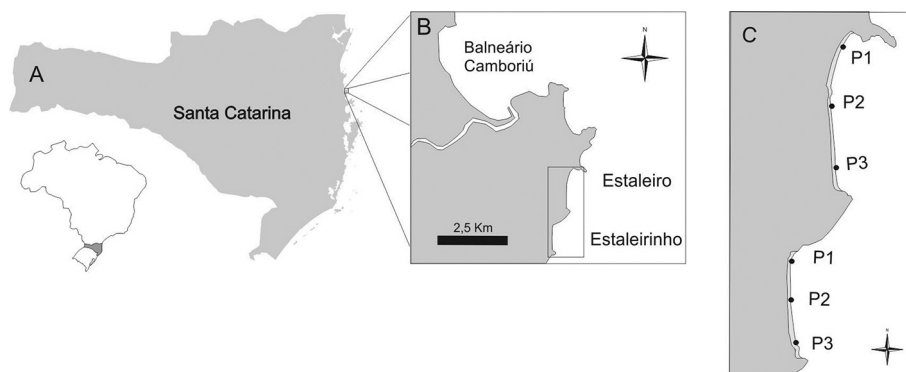 A
Santa Catarina
B
Balneário
Camboriú
N
Estaleiro
Estaleirinho
2,5 Km
C
P1
P2
P3
P1
P2
P3
N